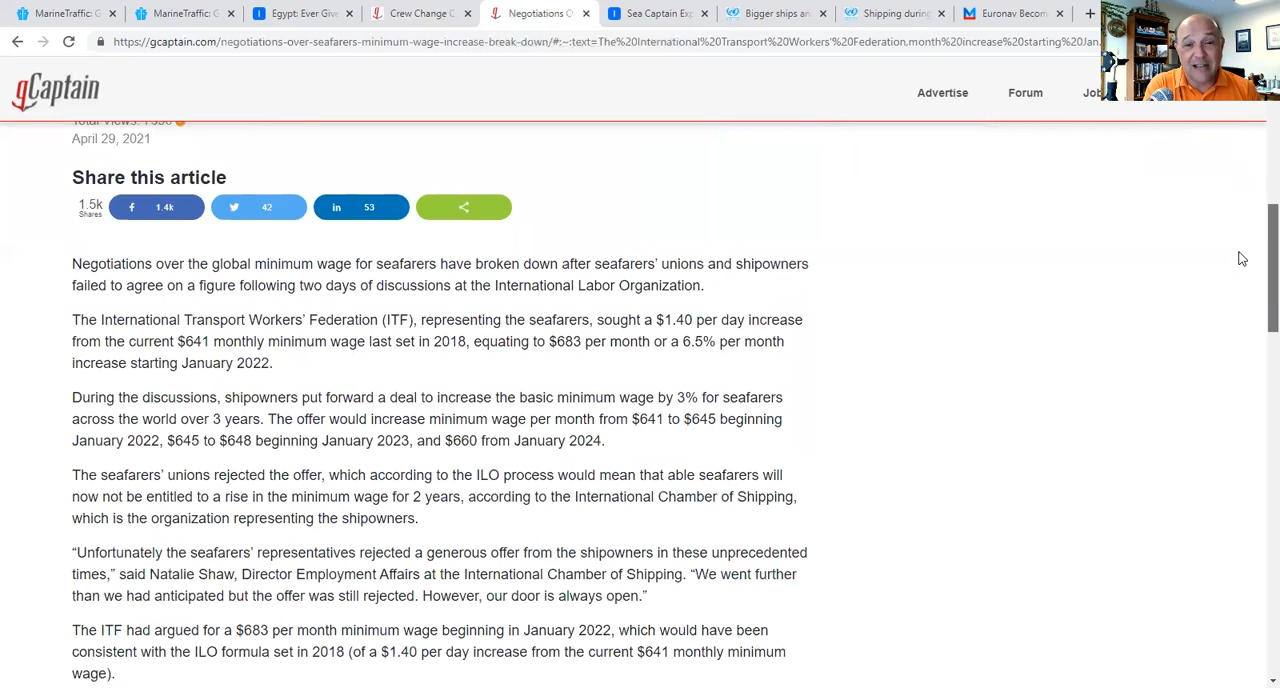 MarineTraffic: G
MarineTraffic: G
Egypt: Ever Give
Crew Change C
Negotiations O
Sea Captain Exp
Bigger ships an
Shipping during
Euronav Becom
https://gcaptain.com/negotiations-over-seafarers-minimum-wage-increase-break-down/#:~:text=The%20International%20Transport%20Workers'%20Federation,month%20increase%20starting%20Jan.
gCaptain
Advertise
Forum
Job
Total Views:
April 29, 2021
Share this article
1.5k
Shares
1.4k
42
in 53
Negotiations over the global minimum wage for seafarers have broken down after seafarers' unions and shipowners
failed to agree on a figure following two days of discussions at the International Labor Organization.
The International Transport Workers' Federation (ITF), representing the seafarers, sought a $1.40 per day increase
from the current $641 monthly minimum wage last set in 2018, equating to $683 per month or a 6.5% per month
increase starting January 2022.
During the discussions, shipowners put forward a deal to increase the basic minimum wage by 3% for seafarers
across the world over 3 years. The offer would increase minimum wage per month from $641 to $645 beginning
January 2022, $645 to $648 beginning January 2023, and $660 from January 2024.
The seafarers' unions rejected the offer, which according to the ILO process would mean that able seafarers will
now not be entitled to a rise in the minimum wage for 2 years, according to the International Chamber of Shipping,
which is the organization representing the shipowners.
“Unfortunately the seafarers' representatives rejected a generous offer from the shipowners in these unprecedented
times,” said Natalie Shaw, Director Employment Affairs at the International Chamber of Shipping. “We went further
than we had anticipated but the offer was still rejected. However, our door is always open.”
The ITF had argued for a $683 per month minimum wage beginning in January 2022, which would have been
consistent with the ILO formula set in 2018 (of a $1.40 per day increase from the current $641 monthly minimum
wage).